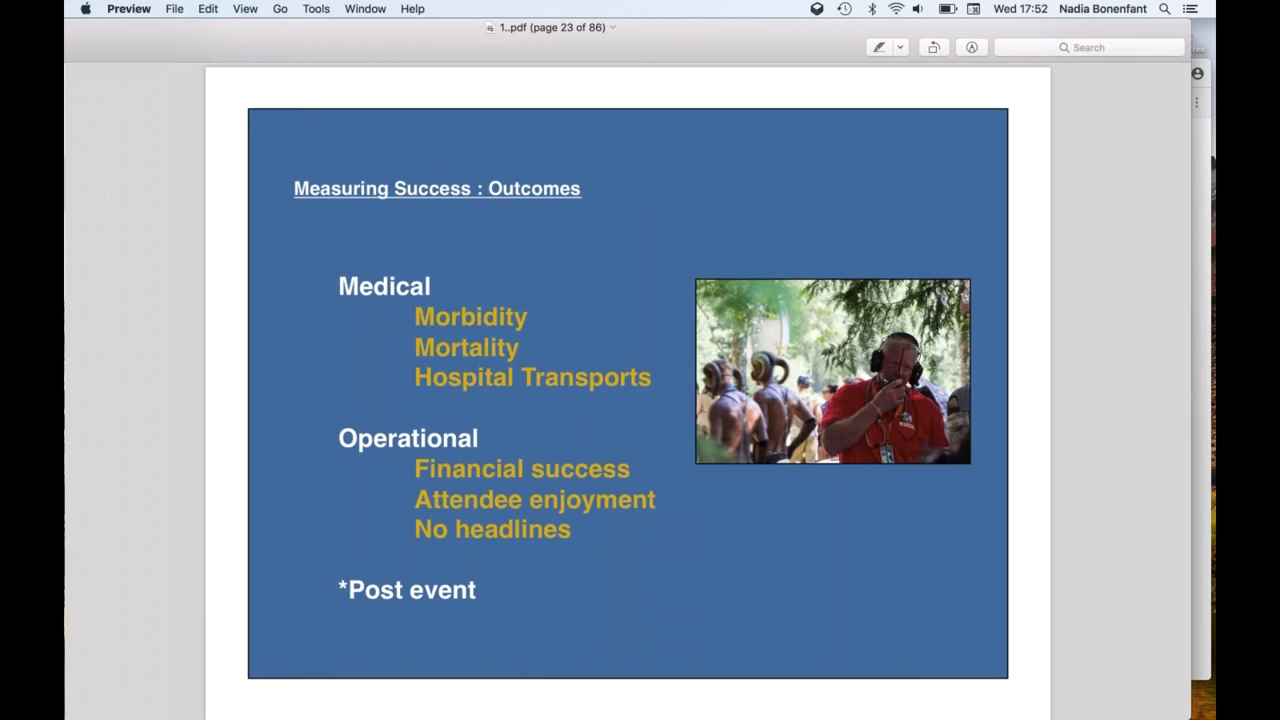 Preview File Edit View Go Tools Window Help Wed 17:52 Nadia Bonenfant
1..pdf (page 23 of 86)
Search
Measuring Success : Outcomes
Medical
Morbidity
Mortality
Hospital Transports
Operational
Financial success
Attendee enjoyment
No headlines
*Post event